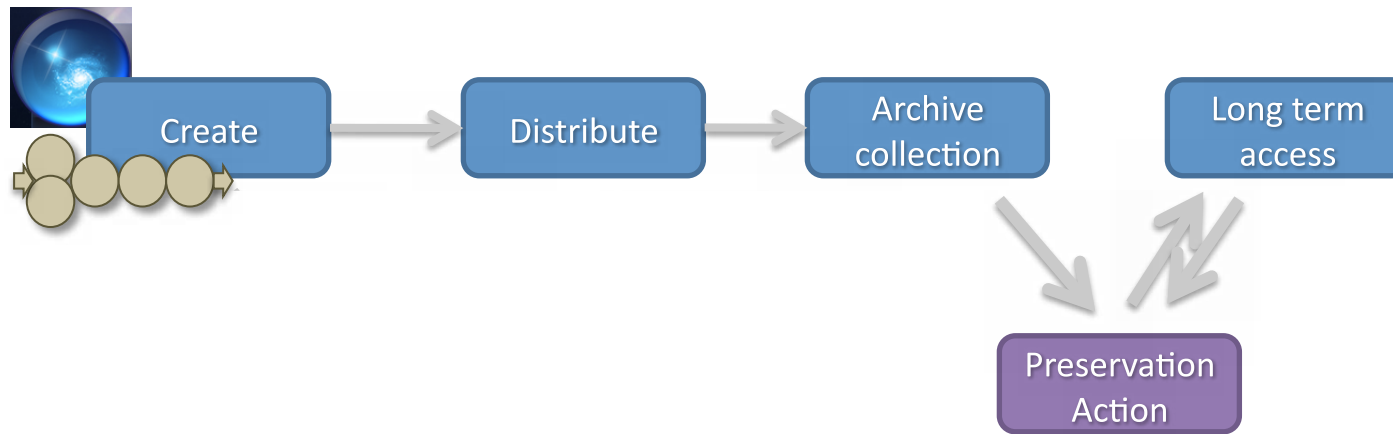 Create
Distribute
Archive
collection
Long term
access
Preservation
Action